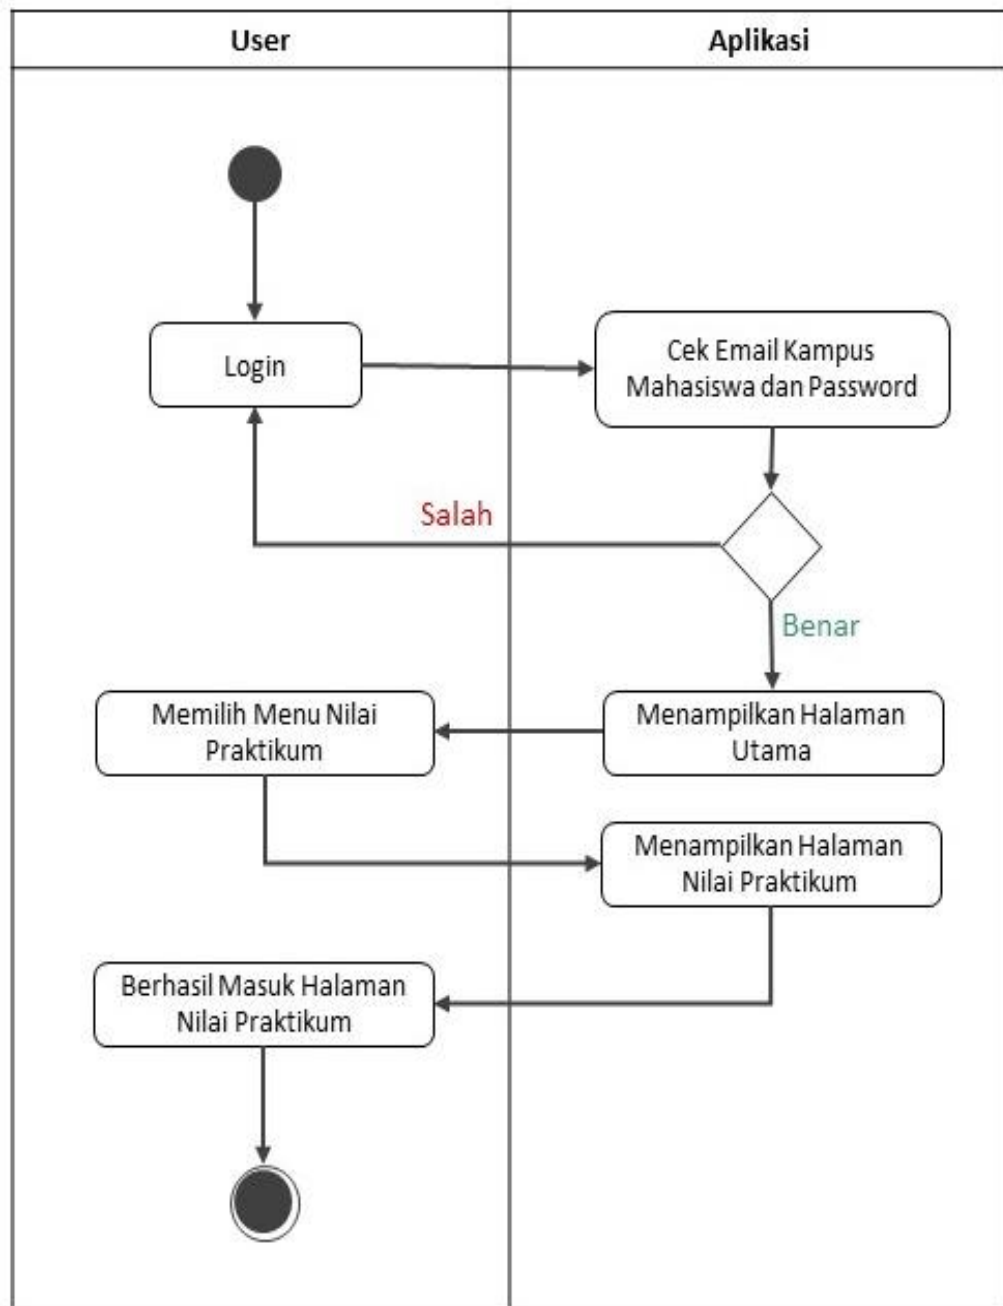 User
Aplikasi
Login
Cek Email Kampus
Mahasiswa dan Password
Salah
Benar
Memilih Menu Nilai
Praktikum
Menampilkan Halaman
Utama
Menampilkan Halaman
Nilai Praktikum
Berhasil Masuk Halaman
Nilai Praktikum